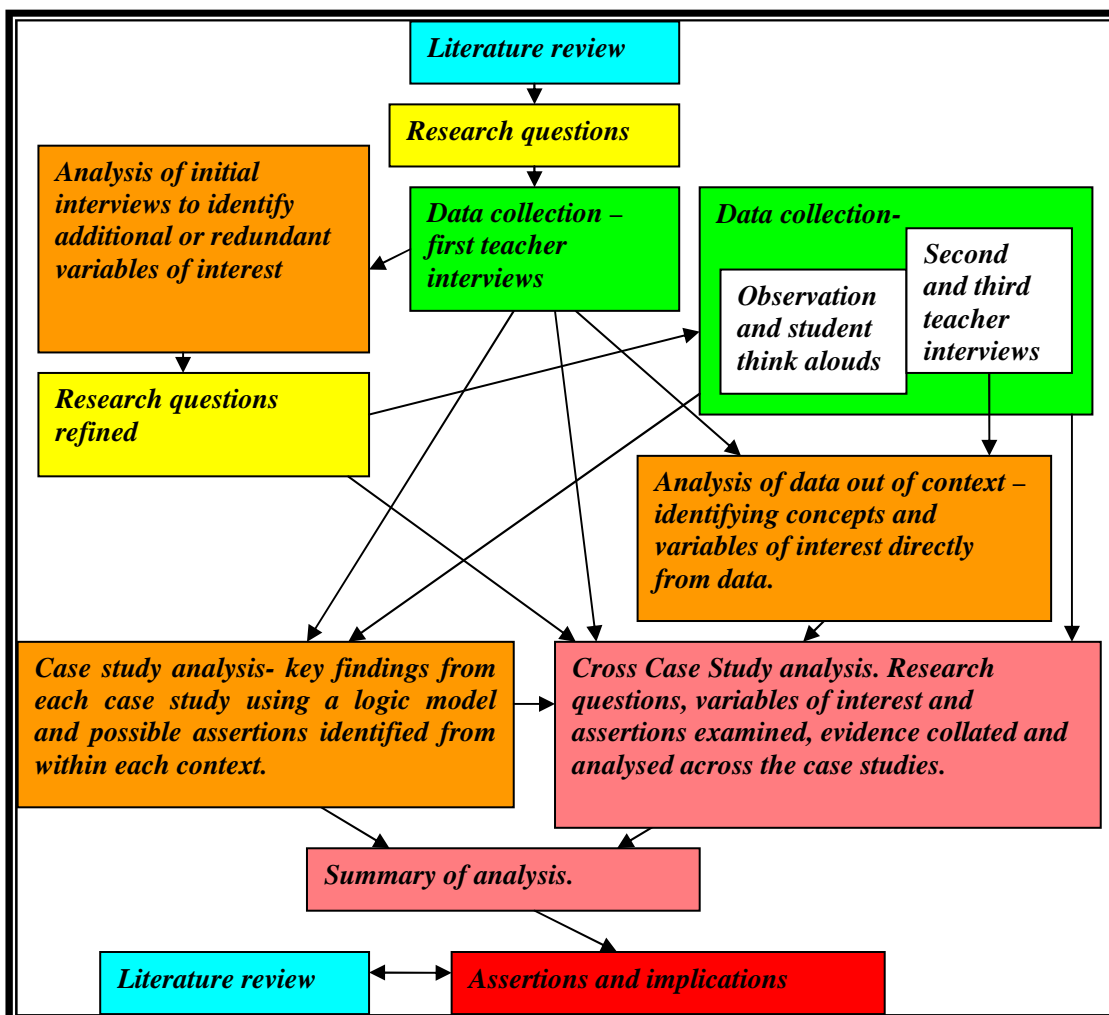 Literature review
Research questions
Analysis of initial
interviews to identify
additional or redundant
variables of interest
Data collection –
first teacher
interviews
Data collection-
Observation
and student
think alouds
Second
and third
teacher
interviews
Research questions
refined
Analysis of data out of context –
identifying concepts and
variables of interest directly
from data.
Case study analysis- key findings from
each case study using a logic model
and possible assertions identified from
within each context.
Cross Case Study analysis. Research
questions, variables of interest and
assertions examined, evidence collated and
analysed across the case studies.
Summary of analysis.
Literature review
Assertions and implications